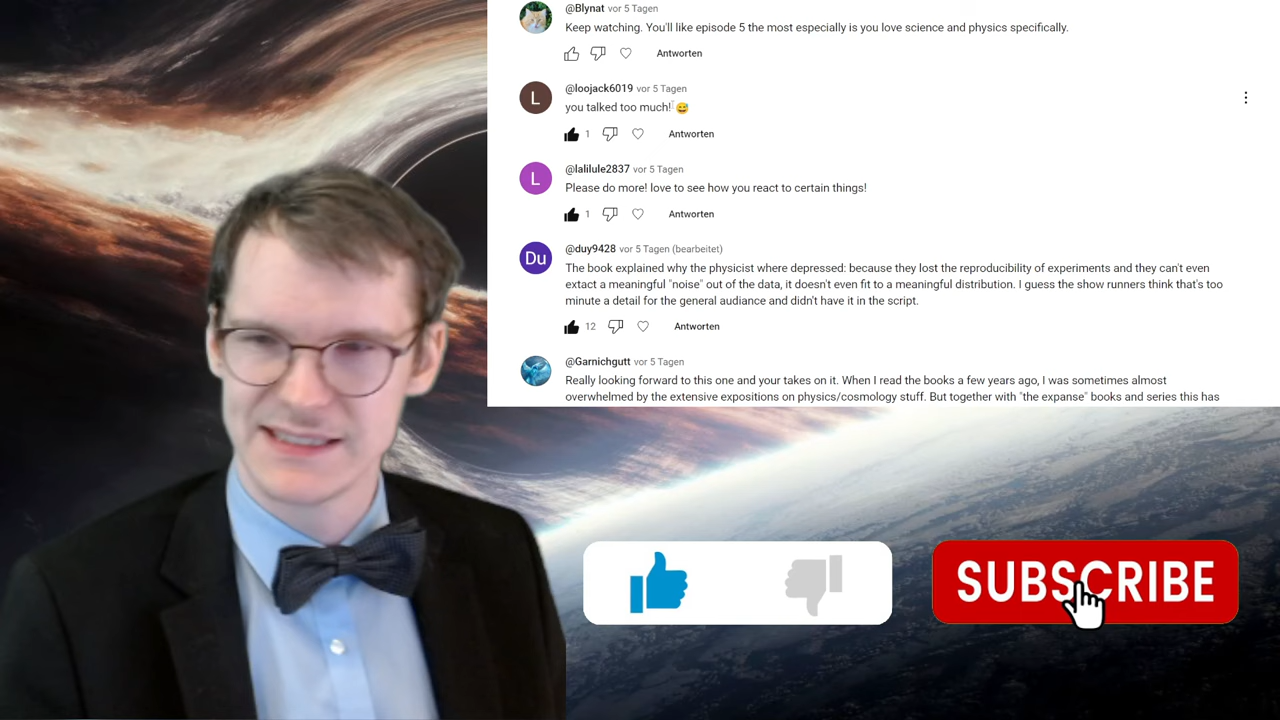 @Blynat vor 5 Tagen
Keep watching. You'll like episode 5 the most especially is you love science and physics specifically.
Antworten
L
@loojack6019 vor 5 Tagen
you talked too much!😅
1 Antworten
L
@lalilule2837 vor 5 Tagen
Please do more! love to see how you react to certain things!
1 Antworten
Du
@duy9428 vor 5 Tagen (bearbeitet)
The book explained why the physicist where depressed: because they lost the reproducibility of experiments and they can't even
extact a meaningful "noise" out of the data, it doesn't even fit to a meaningful distribution. I guess the show runners think that's too
minute a detail for the general audiance and didn't have it in the script.
12 Antworten
@Garnichgutt vor 5 Tagen
Really looking forward to this one and your takes on it. When I read the books a few years ago, I was sometimes almost
overwhelmed by the extensive expositions on physics/cosmology stuff. But together with "the expanse" books and series this has
SUBSCRIBE